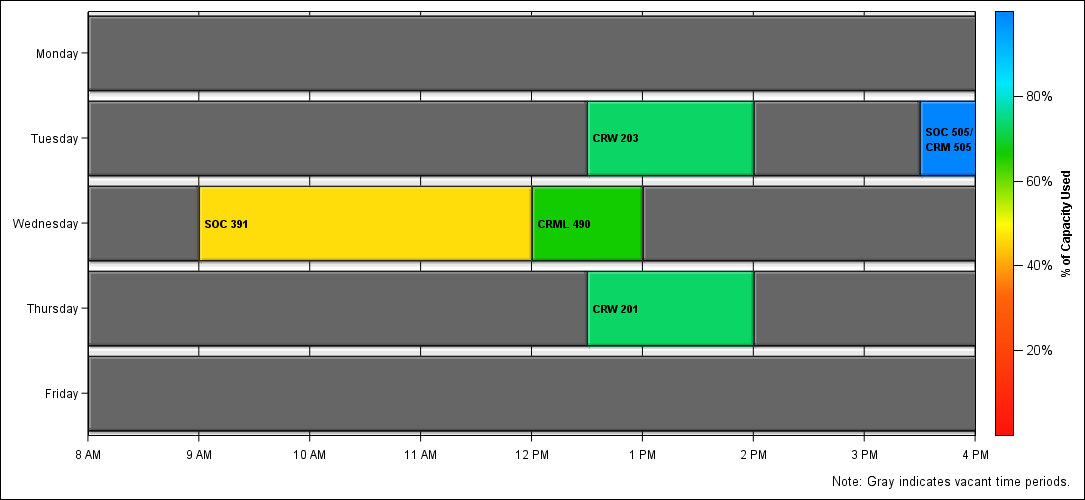 Monday
Tuesday
CRW 203
SOC 505/
CRM 505
Wednesday
SOC 391
CRML 490
Thursday
CRW 201
Friday
8 AM 9 AM 10 AM 11 AM 12 PM 1 PM 2 PM 3 PM 4 PM
80%
60%
40%
20%
% of Capacity Used
Note: Gray indicates vacant time periods.